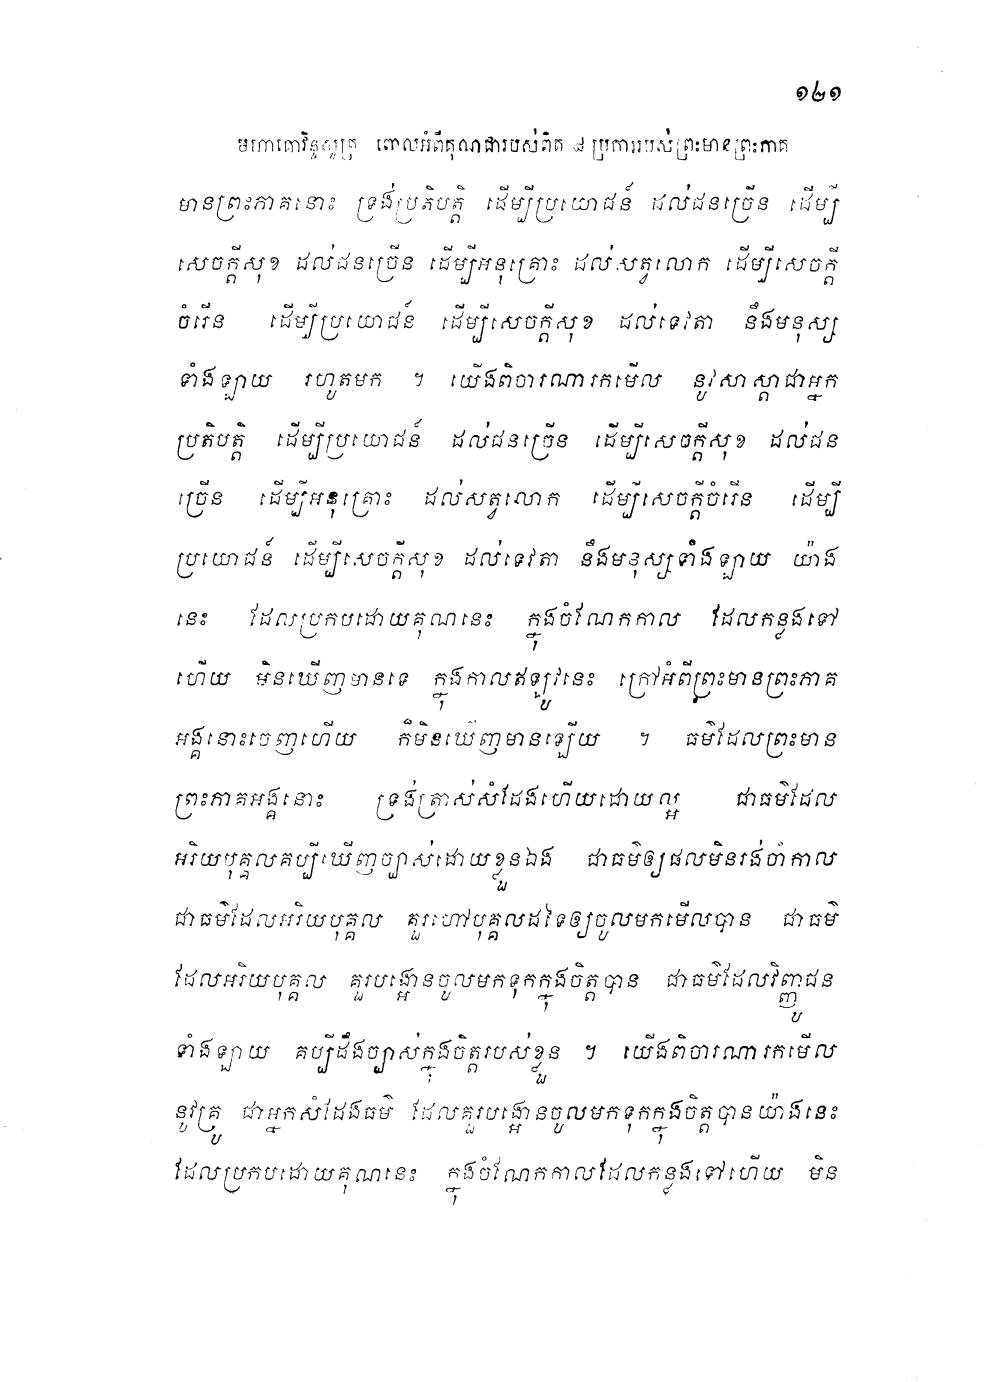 ១២១
មហាគោវិន្ទសូត្រ ពោលអំពីគុណជារបស់ពិត ៨ ប្រការរបស់ព្រះមានព្រះភាគ
មានព្រះភាគនោះ ទ្រង់ប្រតិបត្តិ ដើម្បីប្រយោជន៍ ដល់ជនច្រើន ដើម្បី
សេចក្តីសុខ ដល់ជនច្រើន ដើម្បីអនុគ្រោះ ដល់សត្វលោក ដើម្បីសេចក្តី
ចំរើន ដើម្បីប្រយោជន៍ ដើម្បីសេចក្តីសុខ ដល់ទេវតា នឹងមនុស្ស
ទាំងឡាយ រហូតមក ។ យើងពិចារណារកមើល នូវសាស្តាជាអ្នក
ប្រតិបត្តិ ដើម្បីប្រយោជន៍ ដល់ជនច្រើន ដើម្បីសេចក្តីសុខ ដល់ជន
ច្រើន ដើម្បីអនុគ្រោះ ដល់សត្វលោក ដើម្បីសេចក្តីចំរើន ដើម្បី
ប្រយោជន៍ ដើម្បីសេចក្តីសុខ ដល់ទេវតា នឹងមនុស្សទាំងឡាយ យ៉ាង
នេះ ដែលប្រកបដោយគុណនេះ ក្នុងចំណែកកាល ដែលកន្លងទៅ
ហើយ មិនឃើញមានទេ ក្នុងកាលឥឡូវនេះ ក្រៅអំពីព្រះមានព្រះភាគ
អង្គនោះចេញហើយ ក៏មិនឃើញមានឡើយ ។ ធម៌ដែលព្រះមាន
ព្រះភាគអង្គនោះ ទ្រង់ត្រាស់សំដែងហើយដោយល្អ ជាធម៌ដែល
អរិយបុគ្គលគប្បីឃើញច្បាស់ដោយខ្លួនឯង ជាធម៌ឲ្យផលមិនរង់ចាំកាល
ជាធម៌ដែលអរិយបុគ្គល គួរហៅបុគ្គលដទៃឲ្យចូលមកមើលបាន ជាធម៌
ដែលអរិយបុគ្គល គួរបង្អោនចូលមកទុកក្នុងចិត្តបាន ជាធម៌ដែលវិញ្ញូជន
ទាំងឡាយ គប្បីដឹងច្បាស់ក្នុងចិត្តរបស់ខ្លួន ។ យើងពិចារណារកមើល
នូវគ្រូ ជាអ្នកសំដែងធម៌ ដែលគួរបង្អោនចូលមកទុកក្នុងចិត្តបានយ៉ាងនេះ
ដែលប្រកបដោយគុណនេះ ក្នុងចំណែកកាលដែលកន្លងទៅហើយ មិន